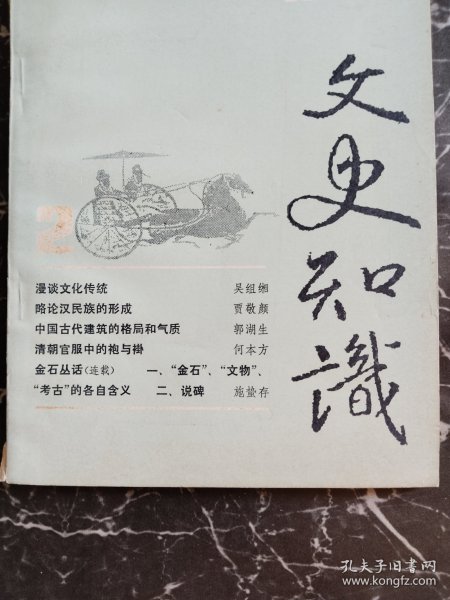 文史知識
2
漫谈文化传统 吴组缃
略论汉民族的形成 贾敬颜
中国古代建筑的格局和气质 郭湖生
清朝官服中的袍与褂 何本方
金石丛话(连载) 一、“金石”、“文物”、
“考古”的各自含义 二、说碑 施蛰存
孔夫子旧书网
www.kongfz.com